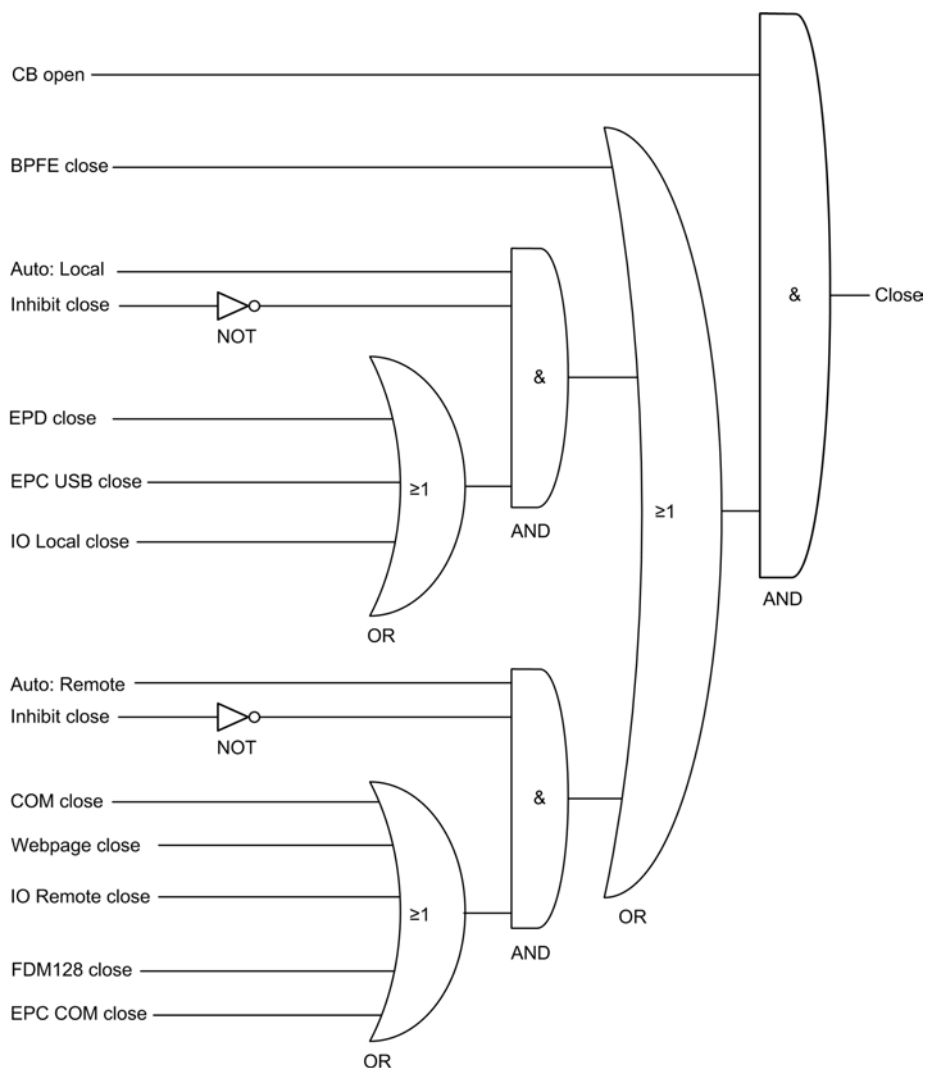 CB open
BPFE close
Auto: Local
Inhibit close
NOT
&
Close
&
EPD close
EPC USB close
≥1
≥1
IO Local close
AND
AND
OR
Auto: Remote
Inhibit close
NOT
COM close
&
Webpage close
IO Remote close
≥1
OR
AND
FDM128 close
EPC COM close
OR